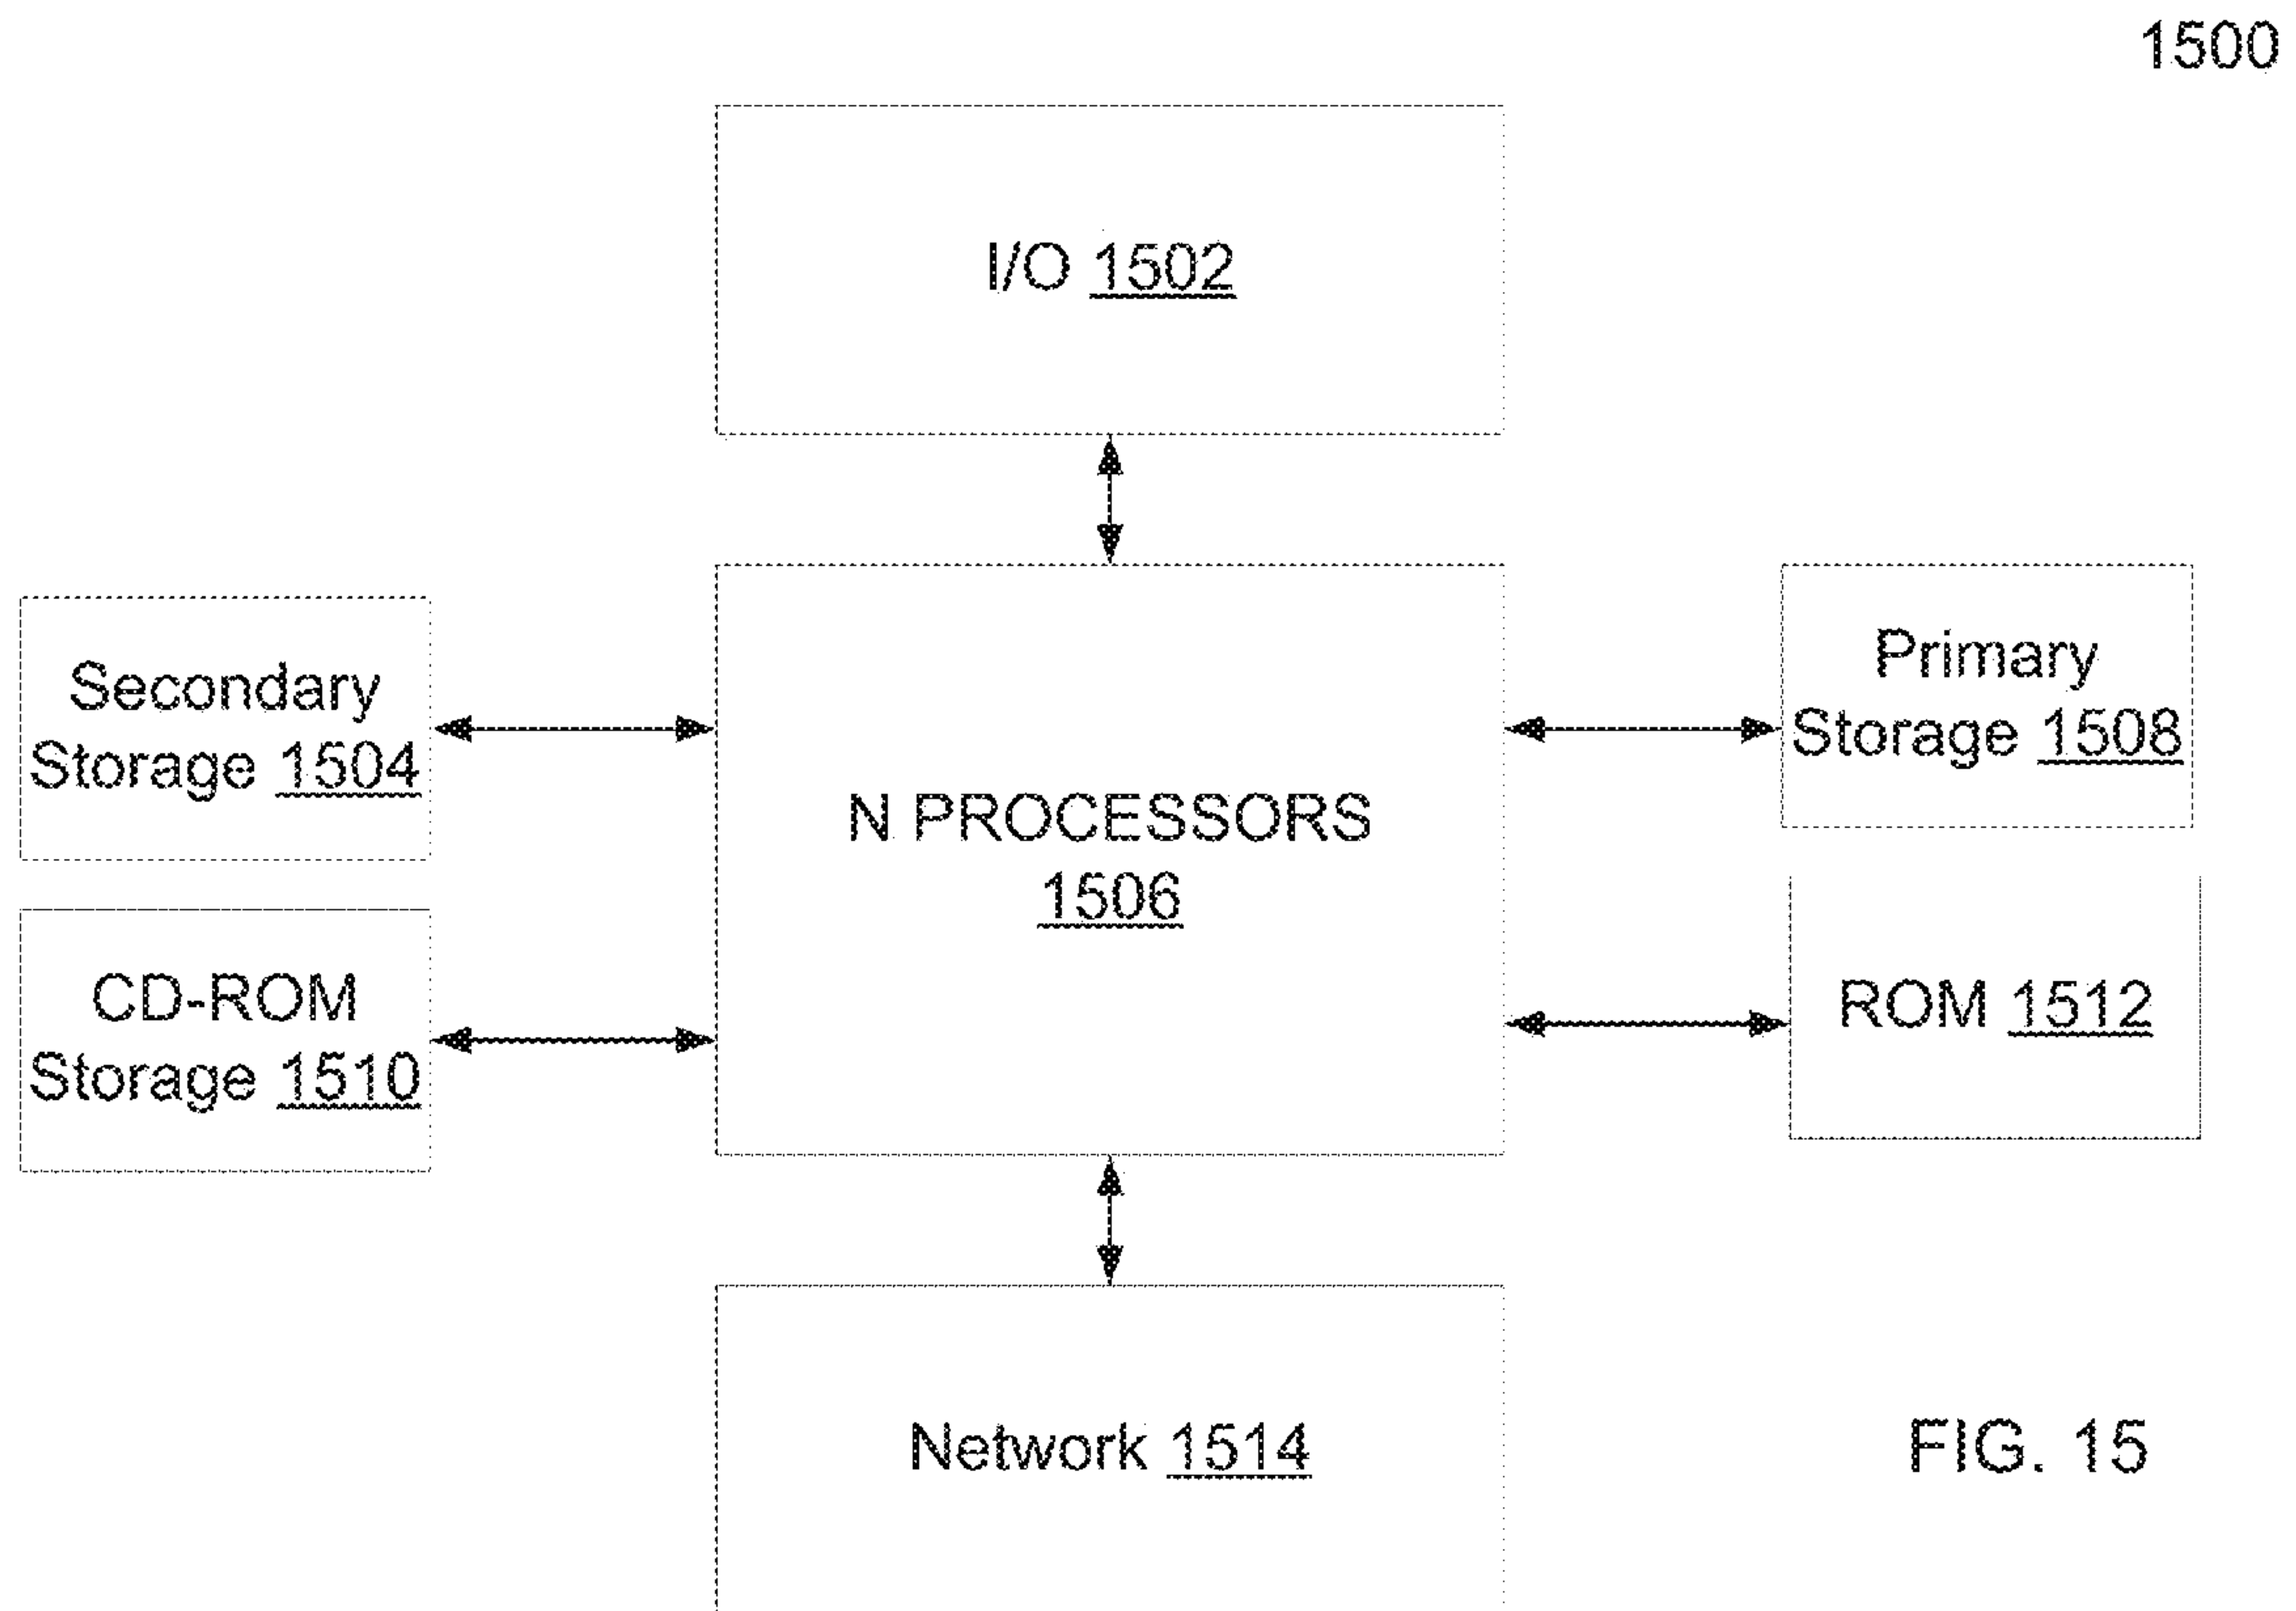 1500
I/O 1502
Secondary
Storage 1504
N PROCESSORS
1506
Primary
Storage 1508
CD-ROM
Storage 1510
ROM 1512
Network 1514
FIG. 15